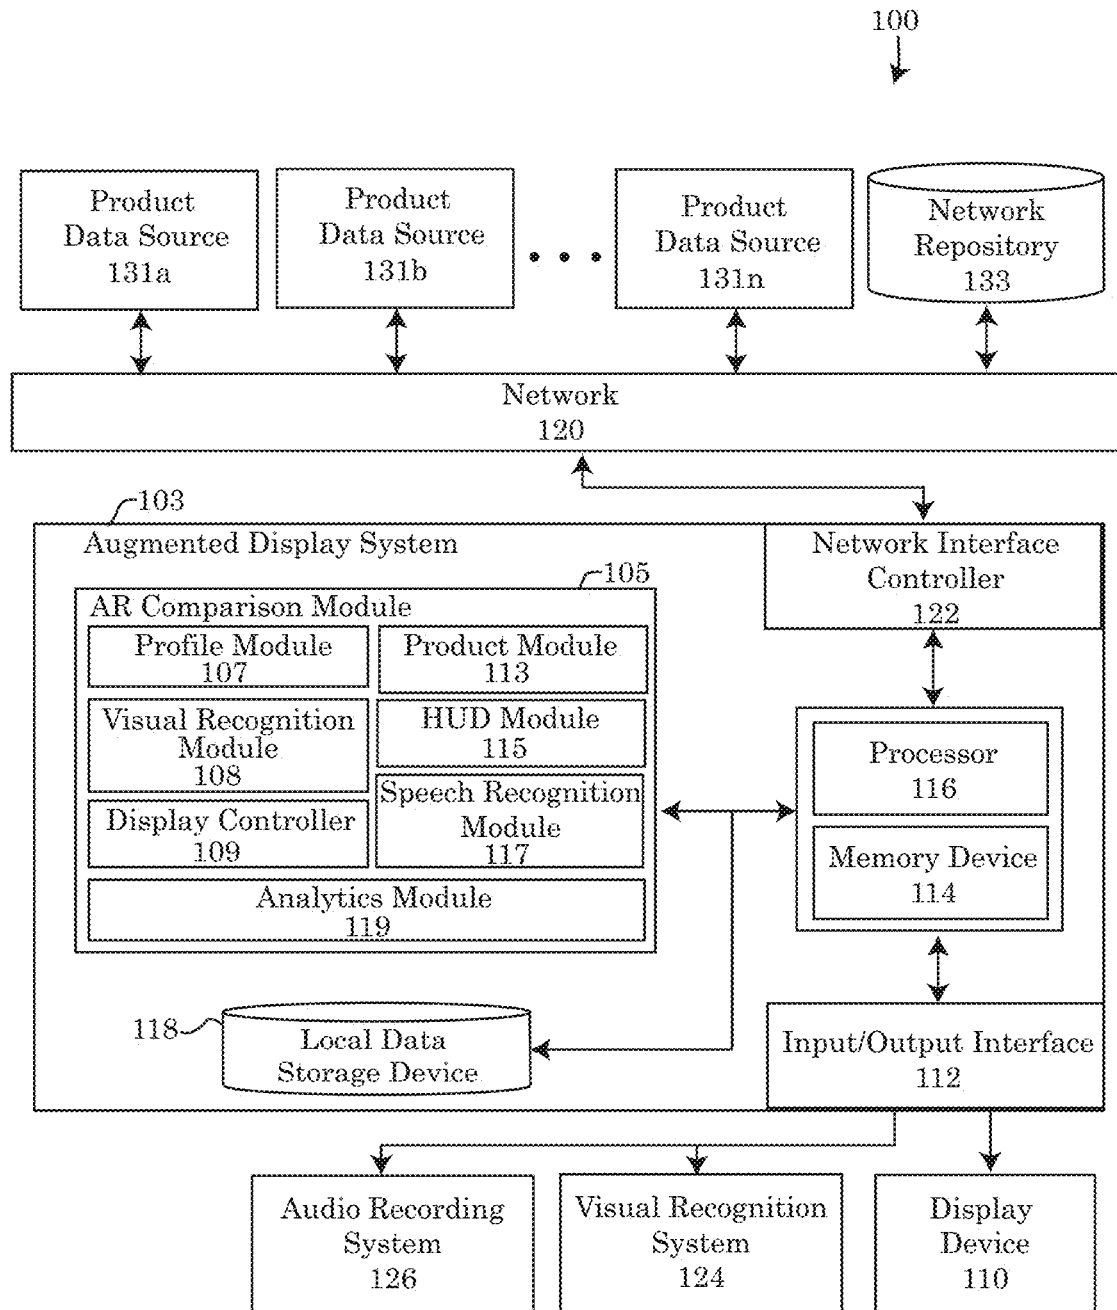 100
Product
Data Source
131a
Product
Data Source
131b
Product
Data Source
131n
Network
Repository
133
Network
120
103
Augmented Display System
Network Interface
Controller
122
105
AR Comparison Module
Profile Module
107
Product Module
113
Visual Recognition
Module
108
HUD Module
115
Display Controller
109
Speech Recognition
Module
117
Analytics Module
119
Processor
116
Memory Device
114
118
Local Data
Storage Device
Input/Output Interface
112
Audio Recording
System
126
Visual Recognition
System
124
Display
Device
110